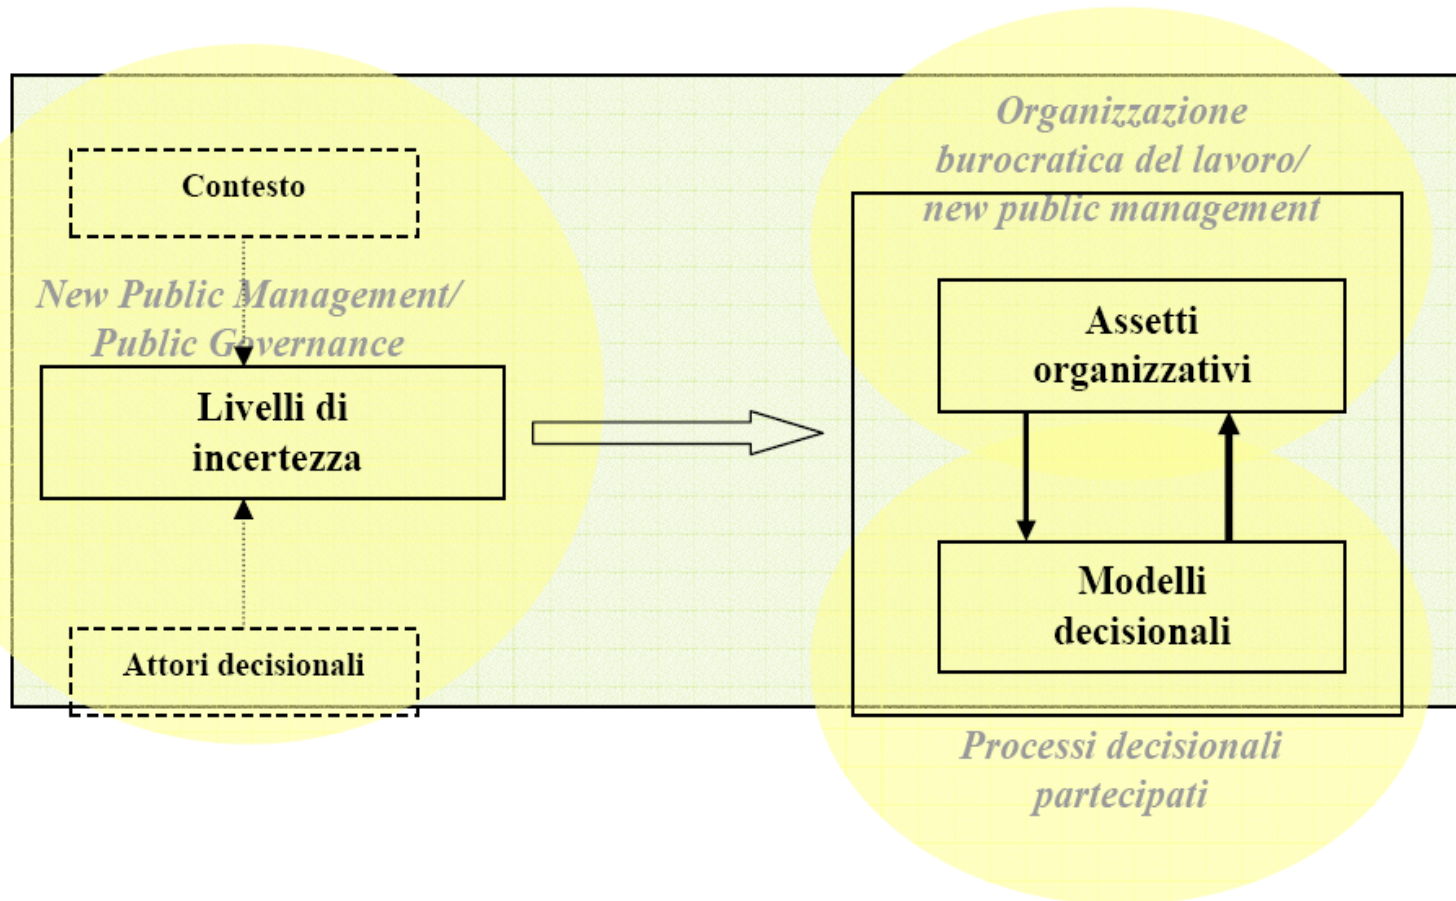 Contesto
New Public Management/
Public Governance
Livelli di
incertezza
Attori decisionali
Organizzazione
burocratica del lavoro/
new public management
Assetti
organizzativi
Modelli
decisionali
Processi decisionali
partecipati